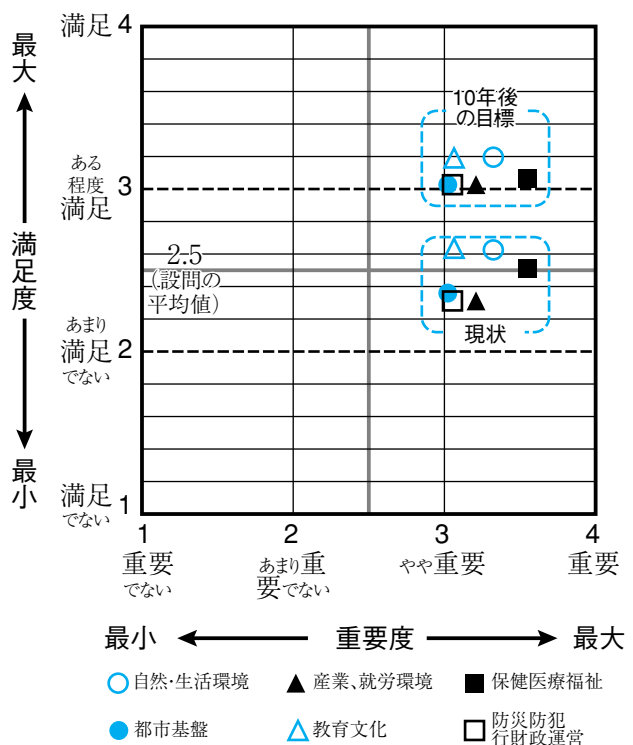 満足 4
最大
10年後
の目標
ある
程度 3
満足
満足度
2.5
(設問の
平均値)
あまり
満足 2
でない
現状
最小
満足 1
でない
1 2 3 4
重要 あまり重 やや重要 重要
でない 要でない
最小 重要度 最大
自然・生活環境 産業、就労環境 保健医療福祉
都市基盤 教育文化 防災防犯
行財政運営